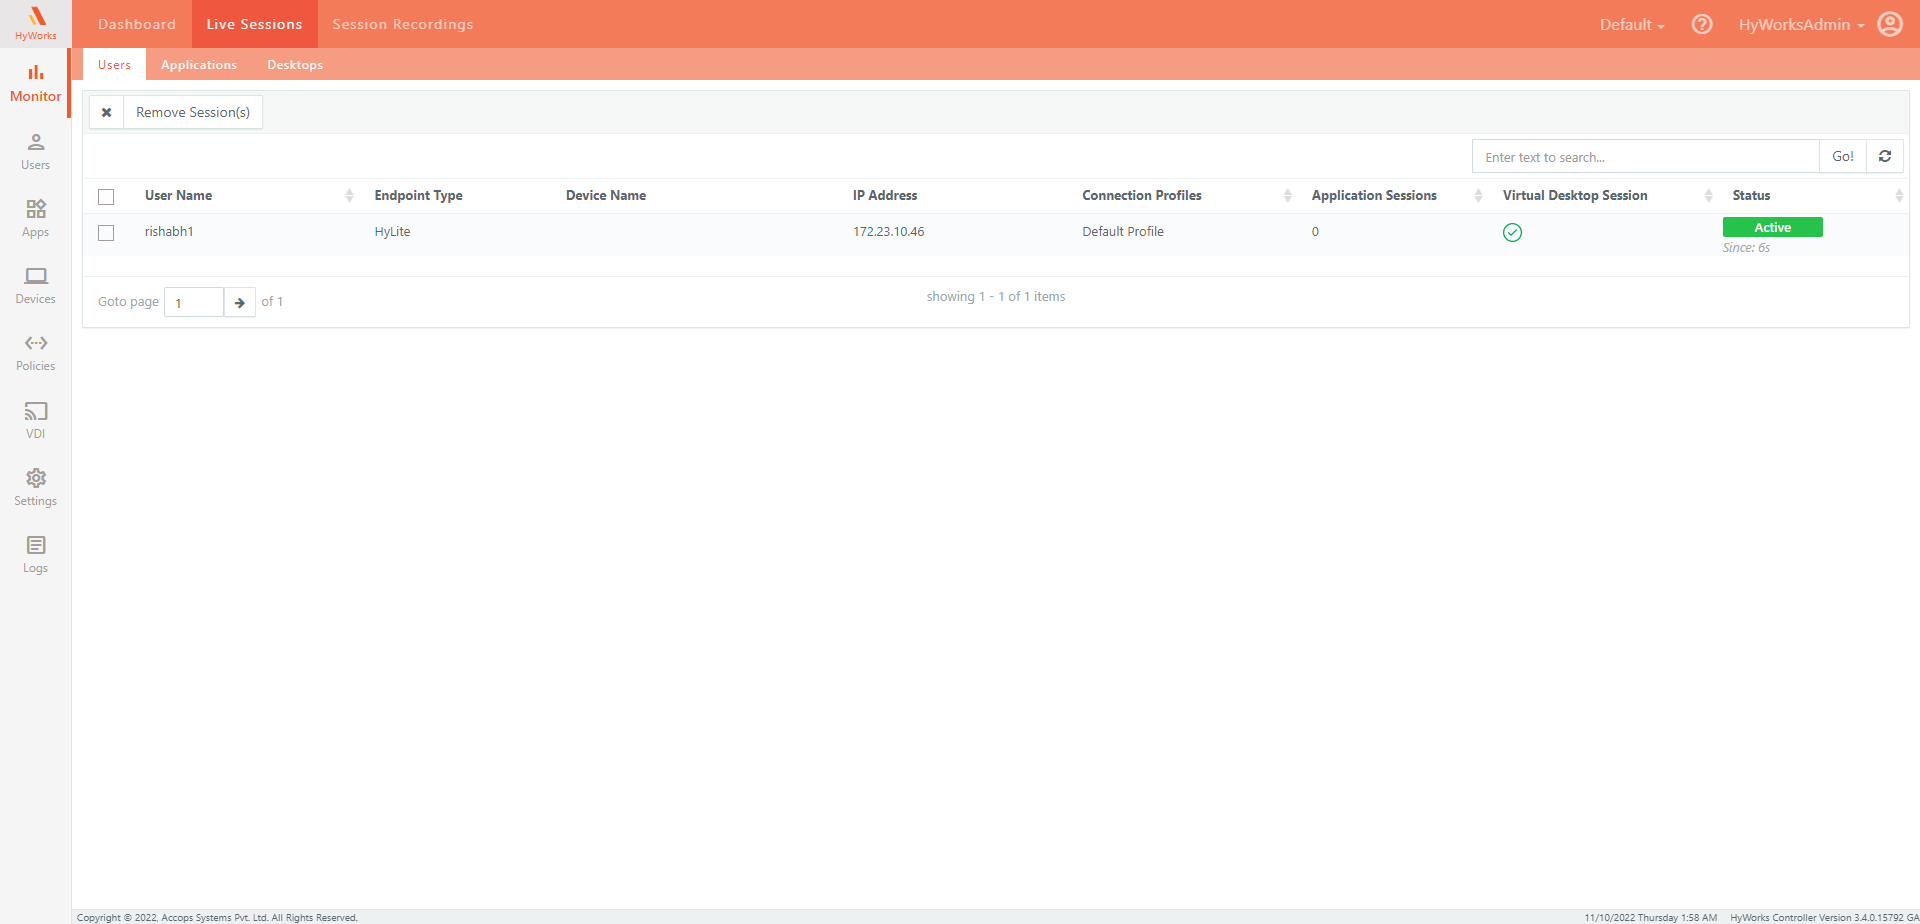 HyWorks
Dashboard
Live Sessions
Session Recordings
Default
HyWorksAdmin
Users
Applications
Desktops
Monitor
Users
Apps
Devices
Policies
VDI
Settings
Logs
Remove Session(s)
Enter text to search...
Go!
User Name
Endpoint Type
Device Name
IP Address
Connection Profiles
Application Sessions
Virtual Desktop Session
Status
rishabh1
HyLite
172.23.10.46
Default Profile
0
Active
Since: 6s
Goto page
1
of 1
showing 1 - 1 of 1 items
Copyright © 2022, Accops Systems Pvt. Ltd. All Rights Reserved.
11/10/2022 Thursday 1:58 AM
HyWorks Controller Version 3.4.0.15792 GA